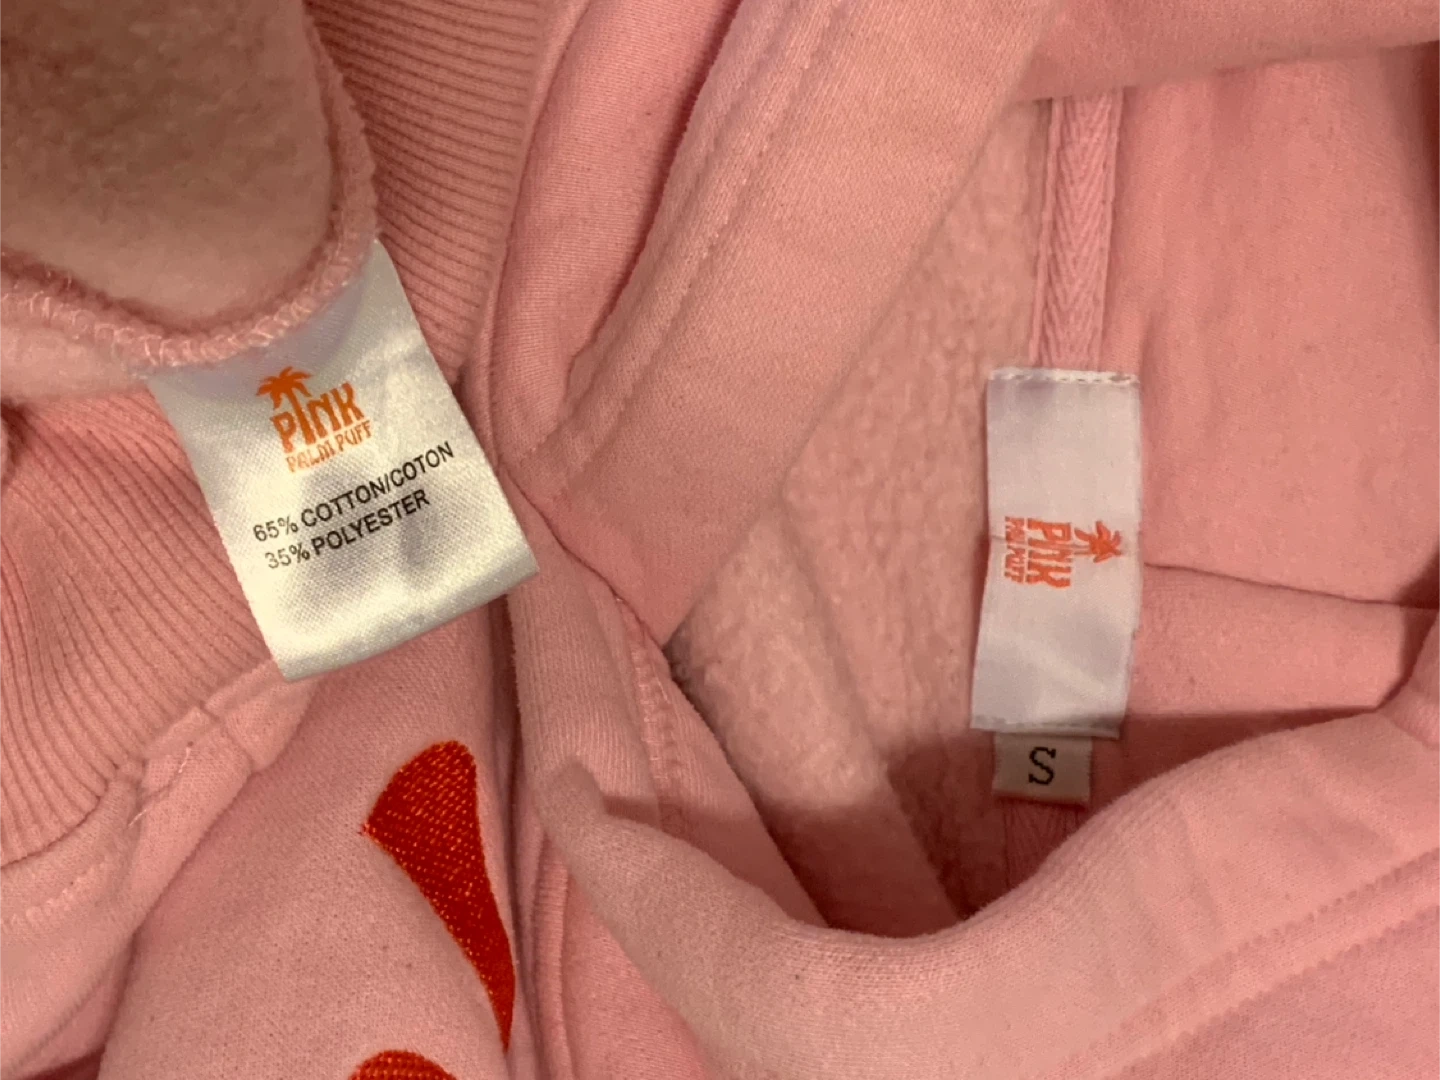 PINK
PALM PUFF
65% COTTON/COTON
35% POLYESTER
PINK
PALM PUFF
S